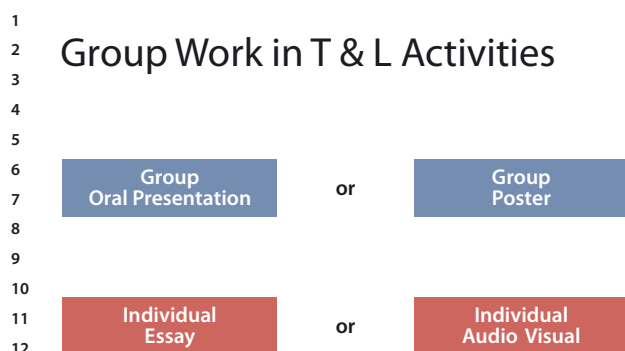 1
2
Group Work in T & L Activities
3
4
5
6
Group
Oral Presentation
or
Group
Poster
7
8
9
10
11
Individual
Essay
or
Individual
Audio Visual
12